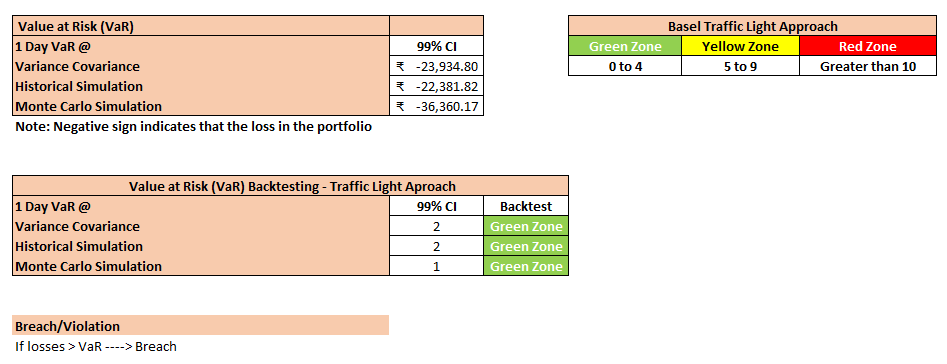 Value at Risk (VaR)
1 Day VaR @ 99% CI
Variance Covariance ₹ -23,934.80
Historical Simulation ₹ -22,381.82
Monte Carlo Simulation ₹ -36,360.17
Note: Negative sign indicates that the loss in the portfolio
Basel Traffic Light Approach
Green Zone Yellow Zone Red Zone
0 to 4 5 to 9 Greater than 10
Value at Risk (VaR) Backtesting - Traffic Light Aproach
1 Day VaR @ 99% CI Backtest
Variance Covariance 2 Green Zone
Historical Simulation 2 Green Zone
Monte Carlo Simulation 1 Green Zone
Breach/Violation
If losses > VaR ----> Breach